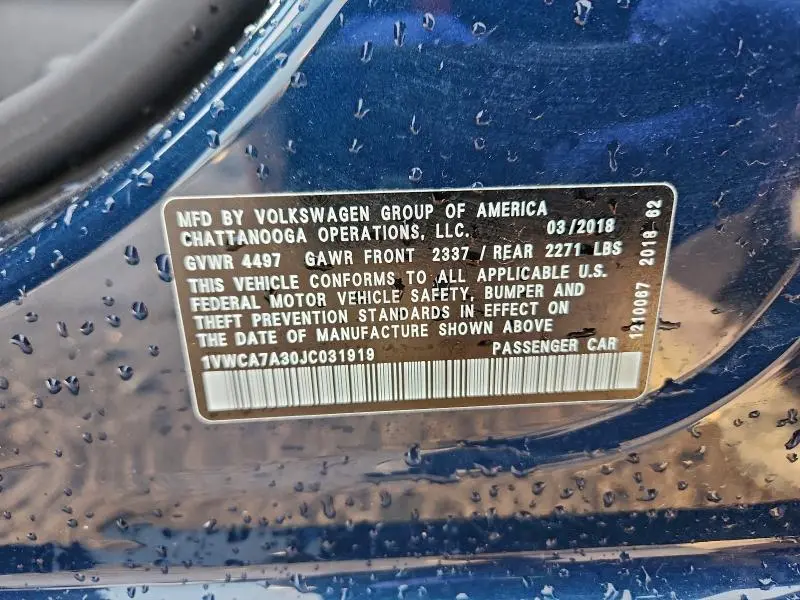 MFD BY VOLKSWAGEN GROUP OF AMERICA
CHATTANOOGA OPERATIONS, LLC. 03/2018
GVWR 4497 GAWR FRONT 2337 / REAR 2271 LBS
THIS VEHICLE CONFORMS TO ALL APPLICABLE U.S.
FEDERAL MOTOR VEHICLE SAFETY, BUMPER AND
THEFT PREVENTION STANDARDS IN EFFECT ON
THE DATE OF MANUFACTURE SHOWN ABOVE
1VWCA7A30JC031919 PASSENGER CAR
1210067 2018 62